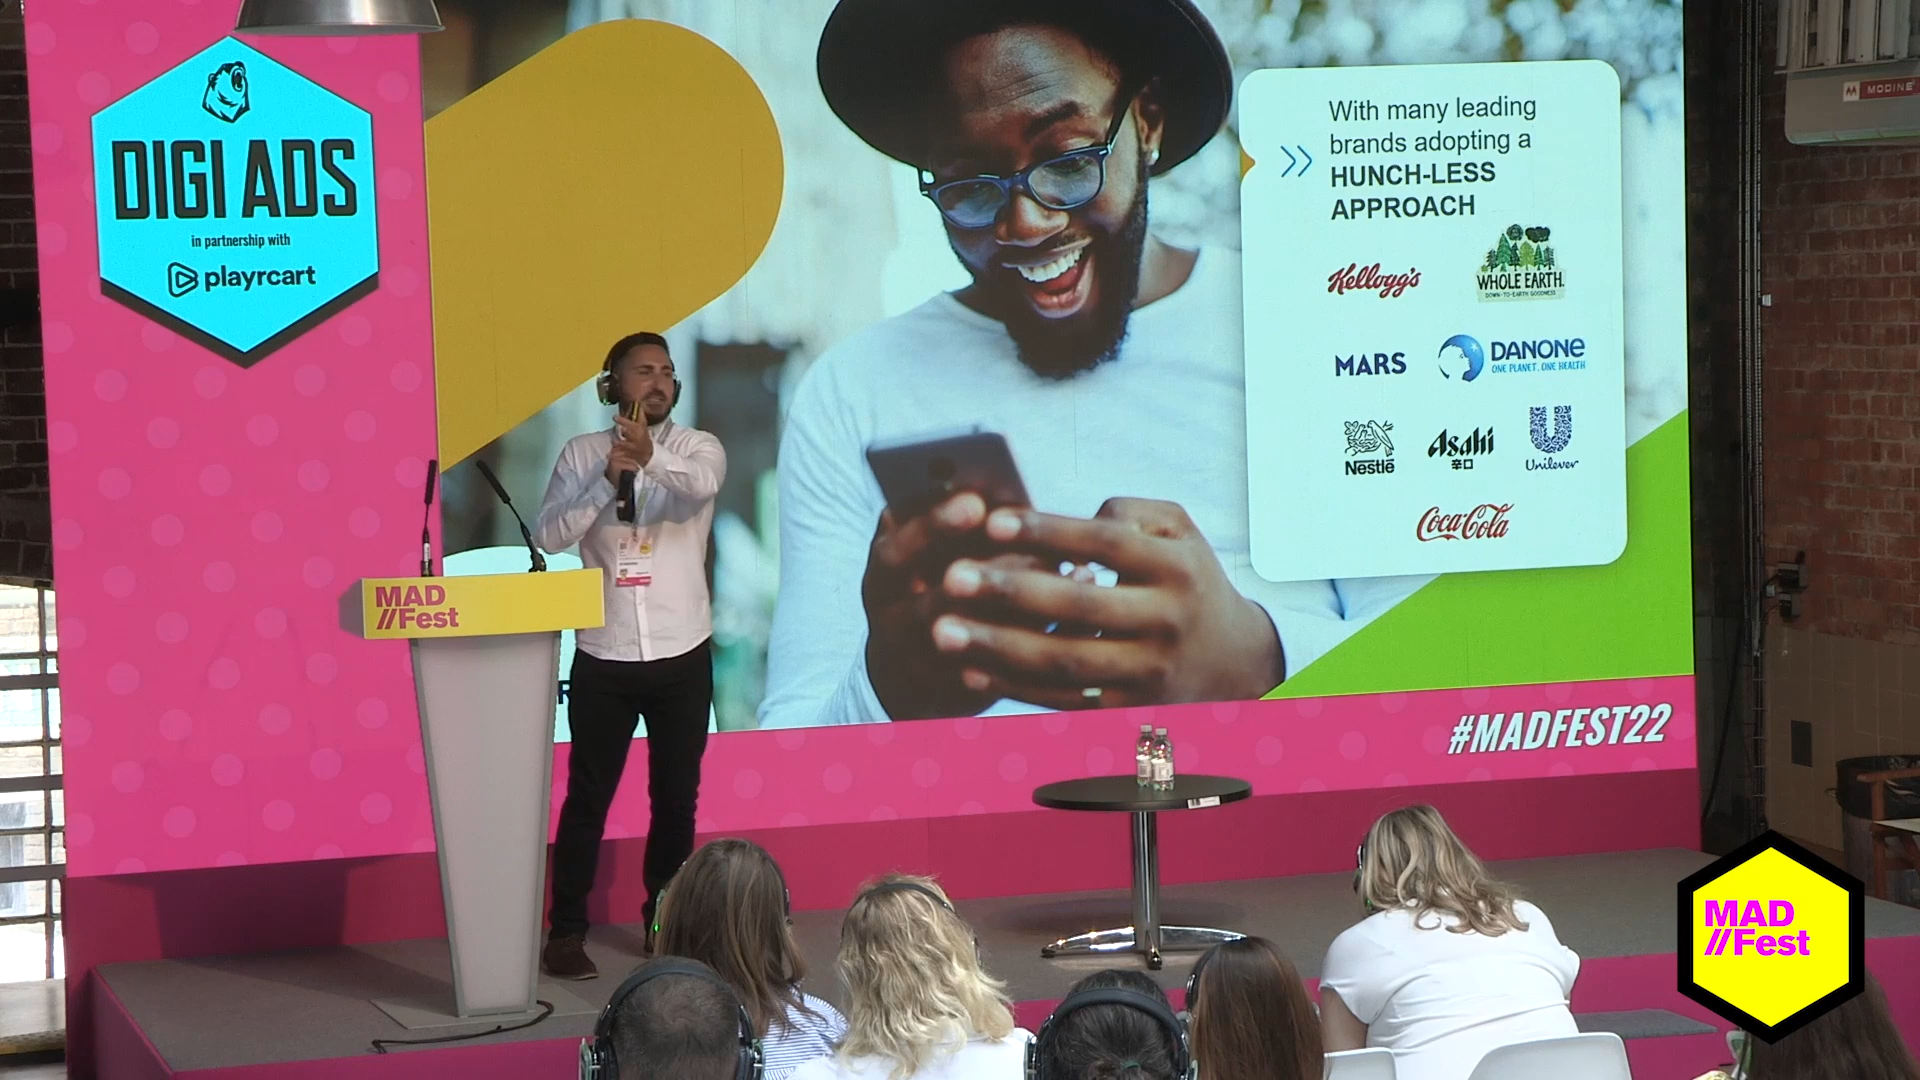 DIGI ADS
in partnership with
playrcart
With many leading
brands adopting a
HUNCH-LESS
APPROACH
Kellogg's
WHOLE EARTH
DOWN-TO-EARTH GOODNESS
MARS
DANONE
ONE PLANET. ONE HEALTH
Nestlé
Asahi
辛口
Unilever
Coca-Cola
MAD
//Fest
#MADFEST22
MODINE
MAD
//Fest